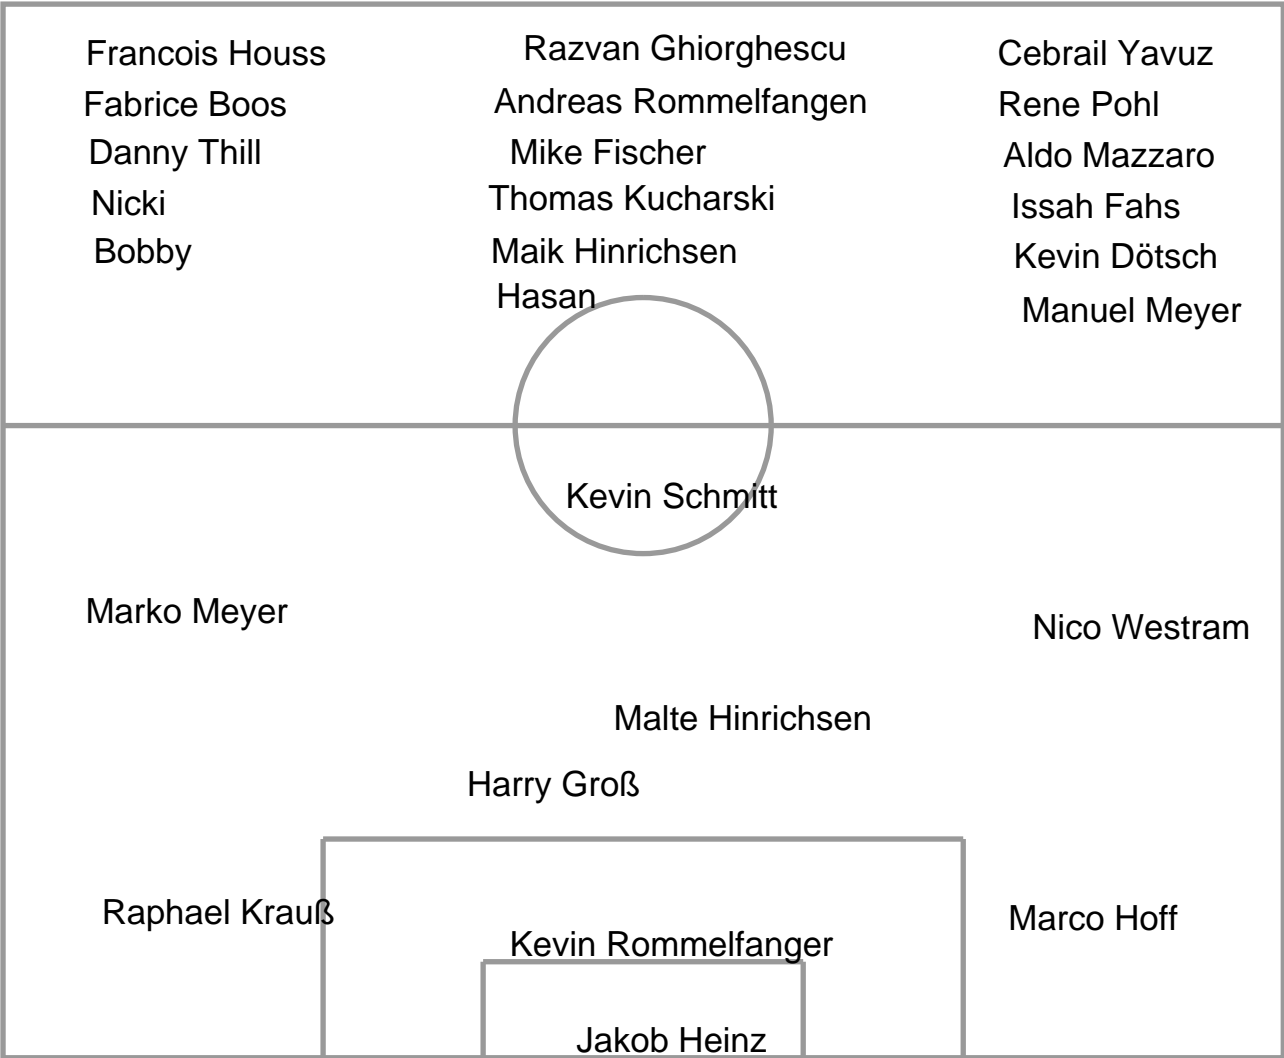 Francois Houss
Razvan Ghiorghescu
Cebrail Yavuz
Fabrice Boos
Andreas Rommelfangen
Rene Pohl
Danny Thill
Mike Fischer
Aldo Mazzaro
Nicki
Thomas Kucharski
Issah Fahs
Bobby
Maik Hinrichsen
Kevin Dötsch
Hasan
Manuel Meyer
Kevin Schmitt
Marko Meyer
Nico Westram
Malte Hinrichsen
Harry Groß
Raphael Krauß
Marco Hoff
Kevin Rommelfanger
Jakob Heinz